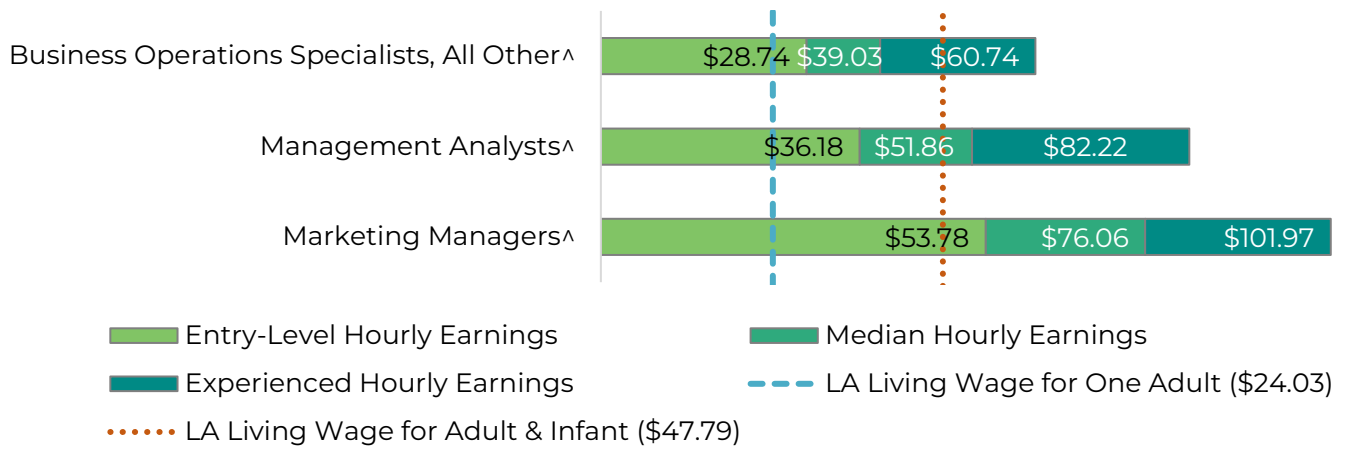 Business Operations Specialists, All Other^ $28.74 $39.03 $60.74
Management Analysts^ $36.18 $51.86 $82.22
Marketing Managers^ $53.78 $76.06 $101.97
Entry-Level Hourly Earnings
Median Hourly Earnings
Experienced Hourly Earnings
LA Living Wage for One Adult ($24.03)
LA Living Wage for Adult & Infant ($47.79)